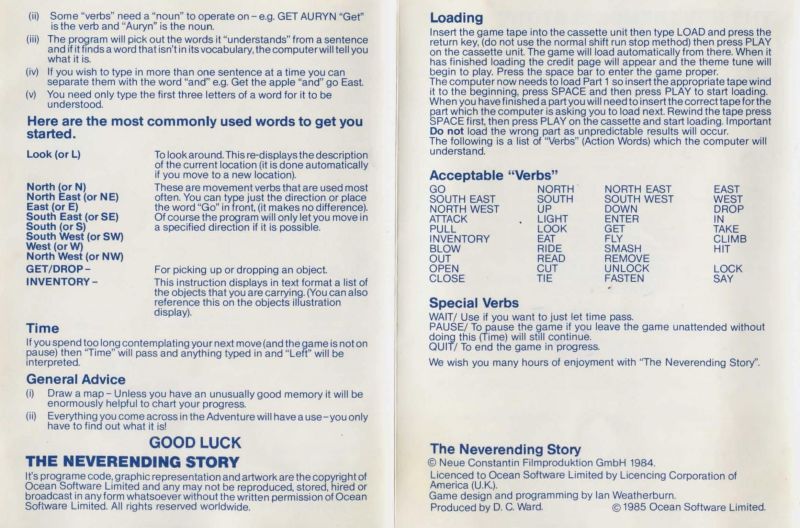 (ii) Some "verbs" need a "noun" to operate on – e.g. GET AURYN "Get"
is the verb and "Auryn" is the noun.
(iii) The program will pick out the words it "understands" from a sentence
and if it finds a word that isn't in its vocabulary, the computer will tell you
what it is.
(iv) If you wish to type in more than one sentence at a time you can
separate them with the word "and" e.g. Get the apple "and" go East.
(v) You need only type the first three letters of a word for it to be
understood.
Here are the most commonly used words to get you
started.
Look (or L) To look around. This re-displays the description
of the current location (it is done automatically
if you move to a new location).
North (or N) These are movement verbs that are used most
North East (or NE) often. You can type just the direction or place
East (or E) the word "Go" in front, (it makes no difference).
South East (or SE) Of course the program will only let you move in
South (or S) a specified direction if it is possible.
South West (or SW)
West (or W)
North West (or NW)
GET/DROP – For picking up or dropping an object.
INVENTORY – This instruction displays in text format a list of
the objects that you are carrying. (You can also
reference this on the objects illustration
display).
Time
If you spend too long contemplating your next move (and the game is not on
pause) then "Time" will pass and anything typed in and "Left" will be
interpreted.
General Advice
(i) Draw a map – Unless you have an unusually good memory it will be
enormously helpful to chart your progress.
(ii) Everything you come across in the Adventure will have a use – you only
have to find out what it is!
GOOD LUCK
THE NEVERENDING STORY
It's programe code, graphic representation and artwork are the copyright of
Ocean Software Limited and any may not be reproduced, stored, hired or
broadcast in any form whatsoever without the written permission of Ocean
Software Limited. All rights reserved worldwide.
Loading
Insert the game tape into the cassette unit then type LOAD and press the
return key, (do not use the normal shift run stop method) then press PLAY
on the cassette unit. The game will load automatically from there. When it
has finished loading the credit page will appear and the theme tune will
begin to play. Press the space bar to enter the game proper.
The computer now needs to load Part 1 so insert the appropriate tape wind
it to the beginning, press SPACE and then press PLAY to start loading.
When you have finished a part you will need to insert the correct tape for the
part which the computer is asking you to load next. Rewind the tape press
SPACE first, then press PLAY on the cassette and start loading. Important
Do not load the wrong part as unpredictable results will occur.
The following is a list of "Verbs" (Action Words) which the computer will
understand.
Acceptable "Verbs"
GO NORTH NORTH EAST EAST
SOUTH EAST SOUTH SOUTH WEST WEST
NORTH WEST UP DOWN DROP
ATTACK LIGHT ENTER IN
PULL LOOK GET TAKE
INVENTORY EAT FLY CLIMB
BLOW RIDE SMASH HIT
OUT READ REMOVE
OPEN CUT UNLOCK LOCK
CLOSE TIE FASTEN SAY
Special Verbs
WAIT/ Use if you want to just let time pass.
PAUSE/ To pause the game if you leave the game unattended without
doing this (Time) will still continue.
QUIT/ To end the game in progress.
We wish you many hours of enjoyment with "The Neverending Story".
The Neverending Story
© Neue Constantin Filmproduktion GmbH 1984.
Licenced to Ocean Software Limited by Licencing Corporation of
America (U.K.).
Game design and programming by Ian Weatherburn.
Produced by D. C. Ward. © 1985 Ocean Software Limited.